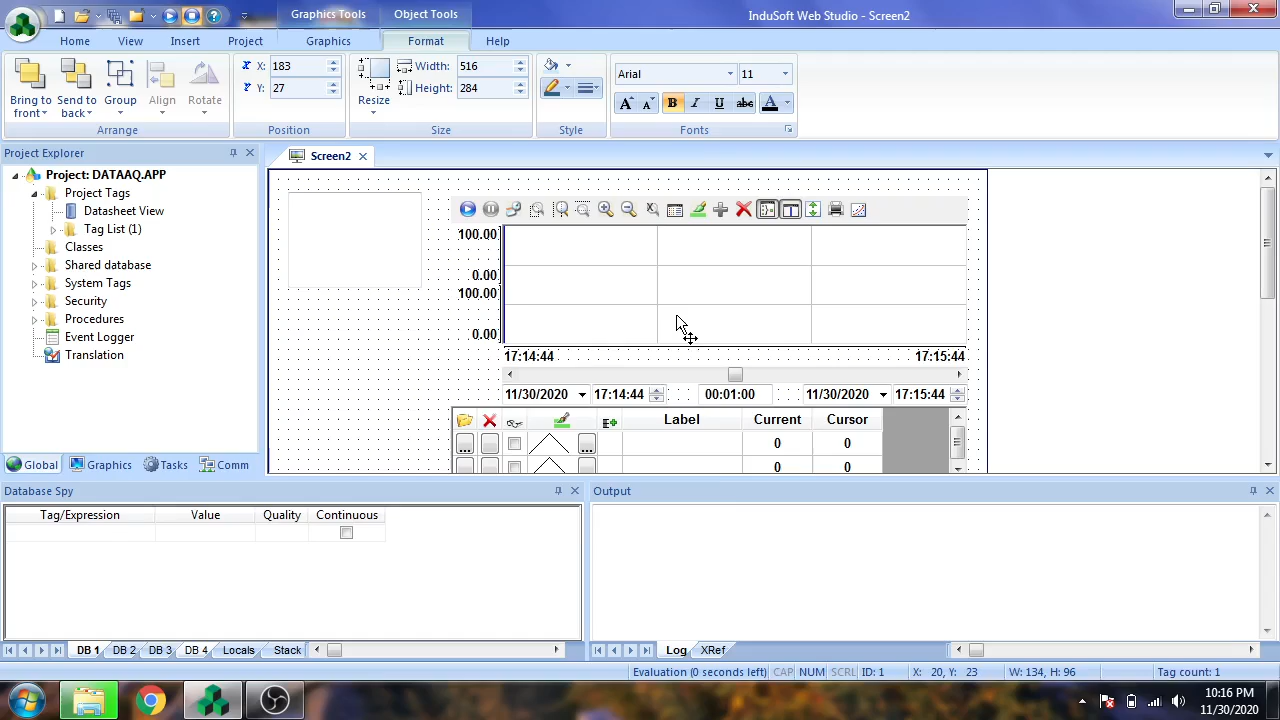 Graphics Tools
Object Tools
InduSoft Web Studio - Screen2
Home
View
Insert
Project
Graphics
Format
Help
X: 183
Y: 27
Width: 516
Height: 284
Arial
11
Bring to front
Send to back
Group
Align
Rotate
Resize
B I U abc A
Arrange
Position
Size
Style
Fonts
Project Explorer
Screen2
Project: DATAAQ.APP
Project Tags
Datasheet View
Tag List (1)
Classes
Shared database
System Tags
Security
Procedures
Event Logger
Translation
Global
Graphics
Tasks
Comm
100.00
0.00
100.00
0.00
17:14:44
17:15:44
11/30/2020
17:14:44
00:01:00
11/30/2020
17:15:44
Label
Current
Cursor
... ... 0 0
0 0
Database Spy
Tag/Expression
Value
Quality
Continuous
DB 1
DB 2
DB 3
DB 4
Locals
Stack
Output
Log
XRef
Evaluation (0 seconds left)
CAP
NUM
SCRL
ID: 1
X: 20, Y: 23
W: 134, H: 96
Tag count: 1
10:16 PM
11/30/2020